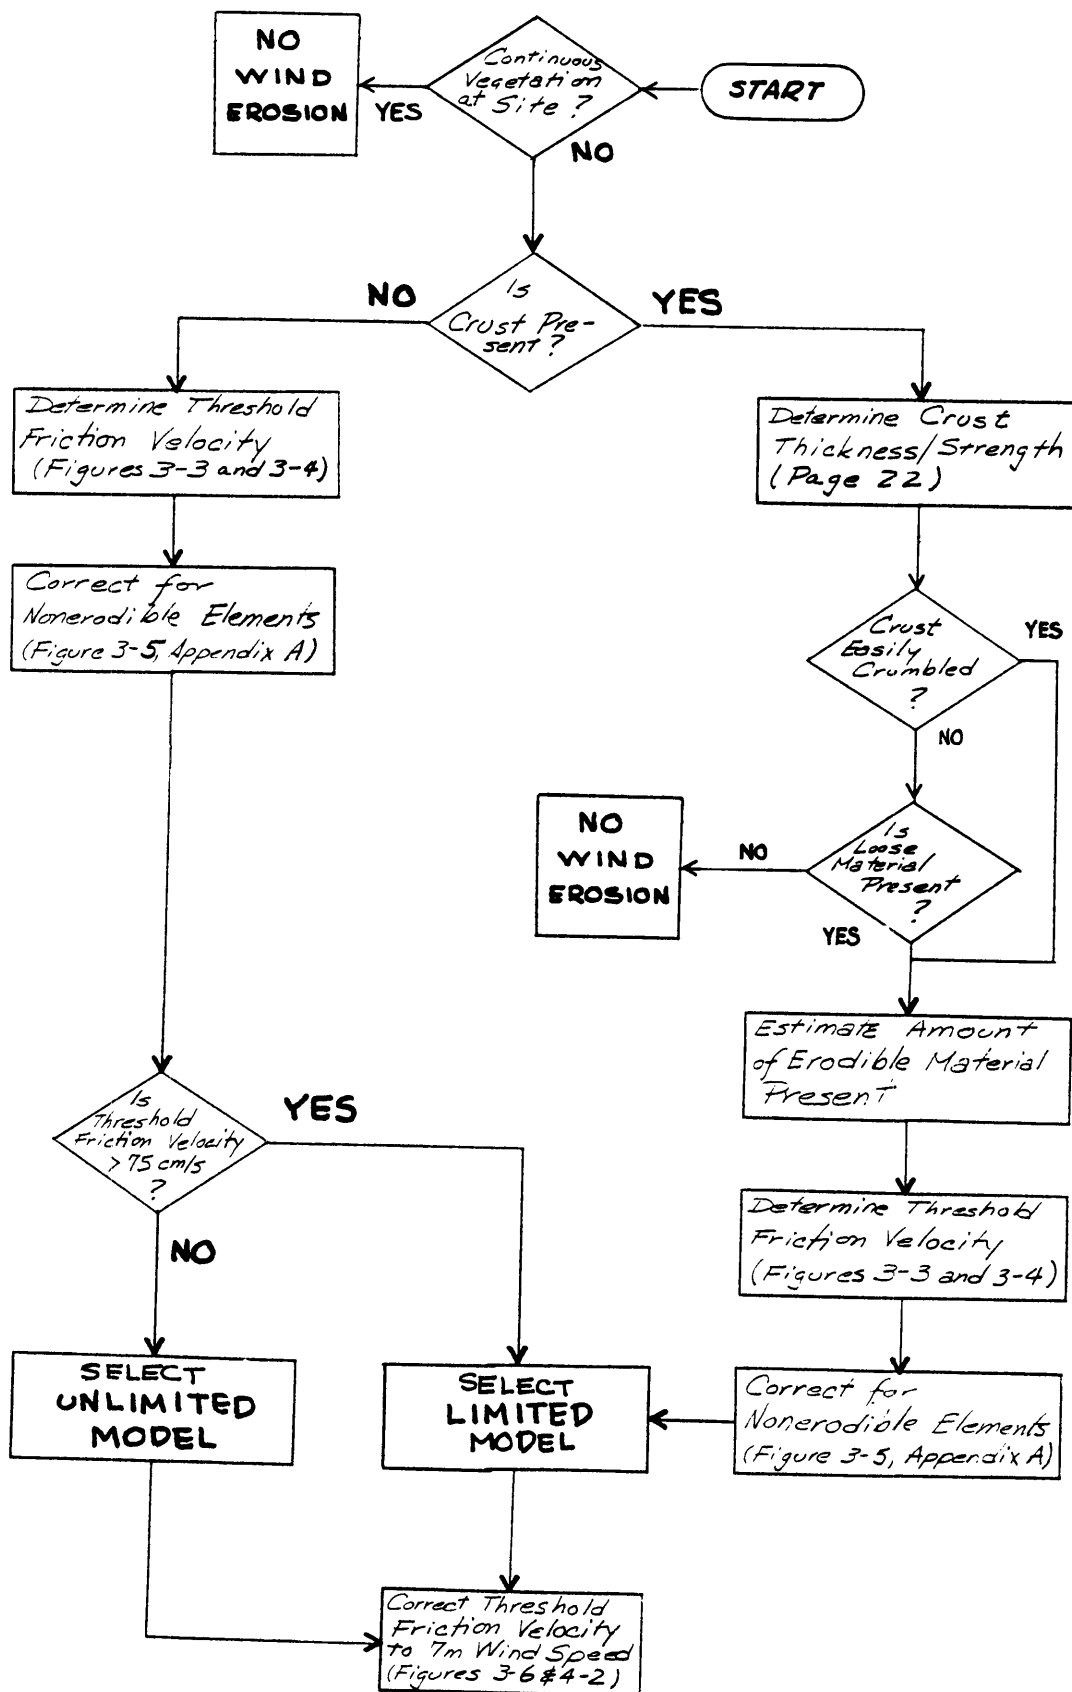 START
Continuous
Vegetation
at Site ?
YES
NO
WIND
EROSION
NO
Is
Crust Pre-
sent?
NO
YES
Determine Threshold
Friction Velocity
(Figures 3-3 and 3-4)
Correct for
Nonerodible Elements
(Figure 3-5, Appendix A)
Is
Threshold
Friction Velocity
> 75 cm/s
?
YES
NO
SELECT
UNLIMITED
MODEL
SELECT
LIMITED
MODEL
Determine Crust
Thickness/Strength
(Page 22)
Crust
Easily
Crumbled
?
YES
NO
Is
Loose
Material
Present
?
NO
NO
WIND
EROSION
YES
Estimate Amount
of Erodible Material
Present
Determine Threshold
Friction Velocity
(Figures 3-3 and 3-4)
Correct for
Nonerodible Elements
(Figure 3-5, Appendix A)
Correct Threshold
Friction Velocity
to 7m Wind Speed
(Figures 3-6 & 4-2)